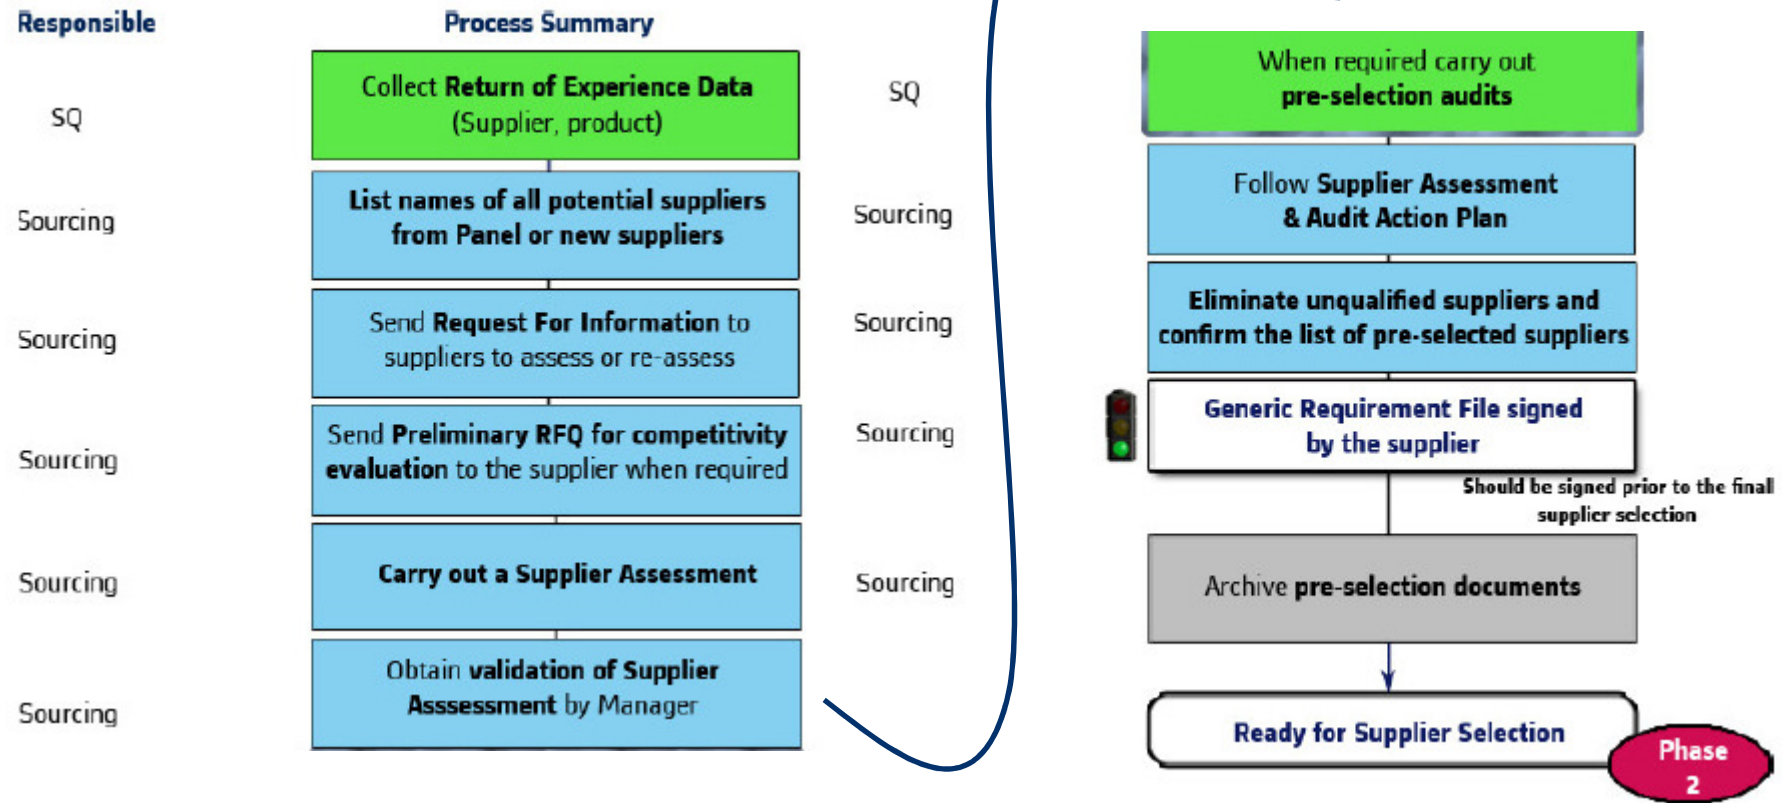 Responsible
Process Summary
SQ
Collect Return of Experience Data
(Supplier, product)
Sourcing
List names of all potential suppliers
from Panel or new suppliers
Sourcing
Send Request For Information to
suppliers to assess or re-assess
Sourcing
Send Preliminary RFQ for competitivity
evaluation to the supplier when required
Sourcing
Carry out a Supplier Assessment
Sourcing
Obtain validation of Supplier
Asssessment by Manager
SQ
When required carry out
pre-selection audits
Sourcing
Follow Supplier Assessment
& Audit Action Plan
Sourcing
Eliminate unqualified suppliers and
confirm the list of pre-selected suppliers
Sourcing
Generic Requirement File signed
by the supplier
Should be signed prior to the final
supplier selection
Sourcing
Archive pre-selection documents
Ready for Supplier Selection
Phase
2